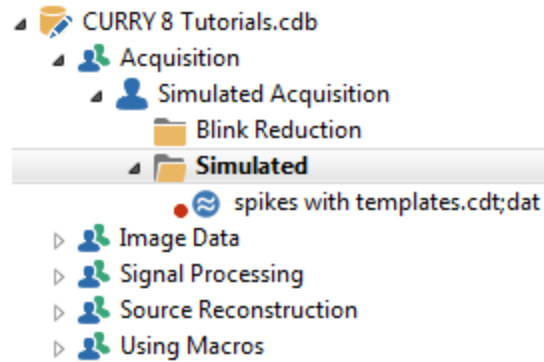 CURRY 8 Tutorials.cdb
Acquisition
Simulated Acquisition
Blink Reduction
Simulated
spikes with templates.cdt;dat
Image Data
Signal Processing
Source Reconstruction
Using Macros